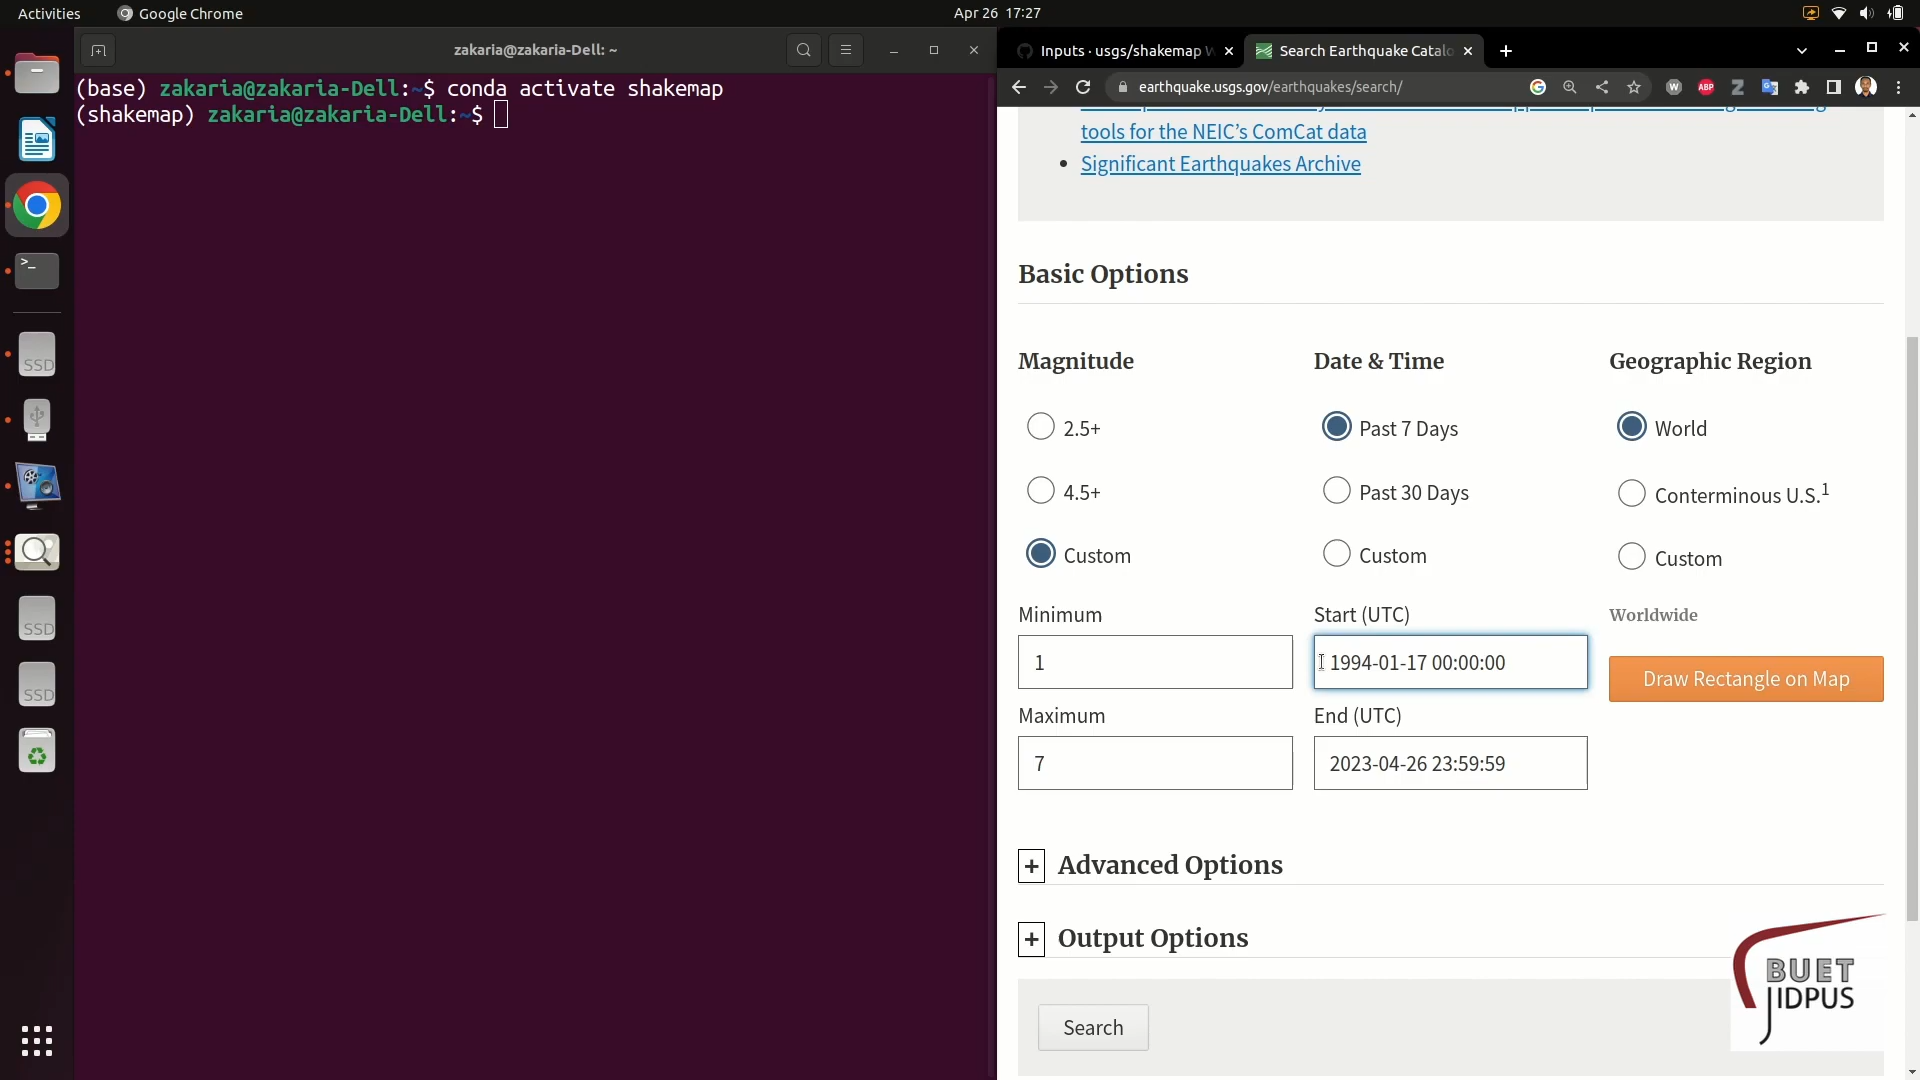 Activities
Google Chrome
Apr 26 17:27
zakaria@zakaria-Dell: ~
(base) zakaria@zakaria-Dell:~$ conda activate shakemap
(shakemap) zakaria@zakaria-Dell:~$
SSD
SSD
SSD
Inputs · usgs/shakemap W
Search Earthquake Catalo
earthquake.usgs.gov/earthquakes/search/
ABP
tools for the NEIC’s ComCat data
Significant Earthquakes Archive
Basic Options
Magnitude
Date & Time
Geographic Region
2.5+
Past 7 Days
World
4.5+
Past 30 Days
Conterminous U.S.1
Custom
Custom
Custom
Minimum
Start (UTC)
Worldwide
1
1994-01-17 00:00:00
Draw Rectangle on Map
Maximum
End (UTC)
7
2023-04-26 23:59:59
+ Advanced Options
+ Output Options
Search
BUET
JIDPUS